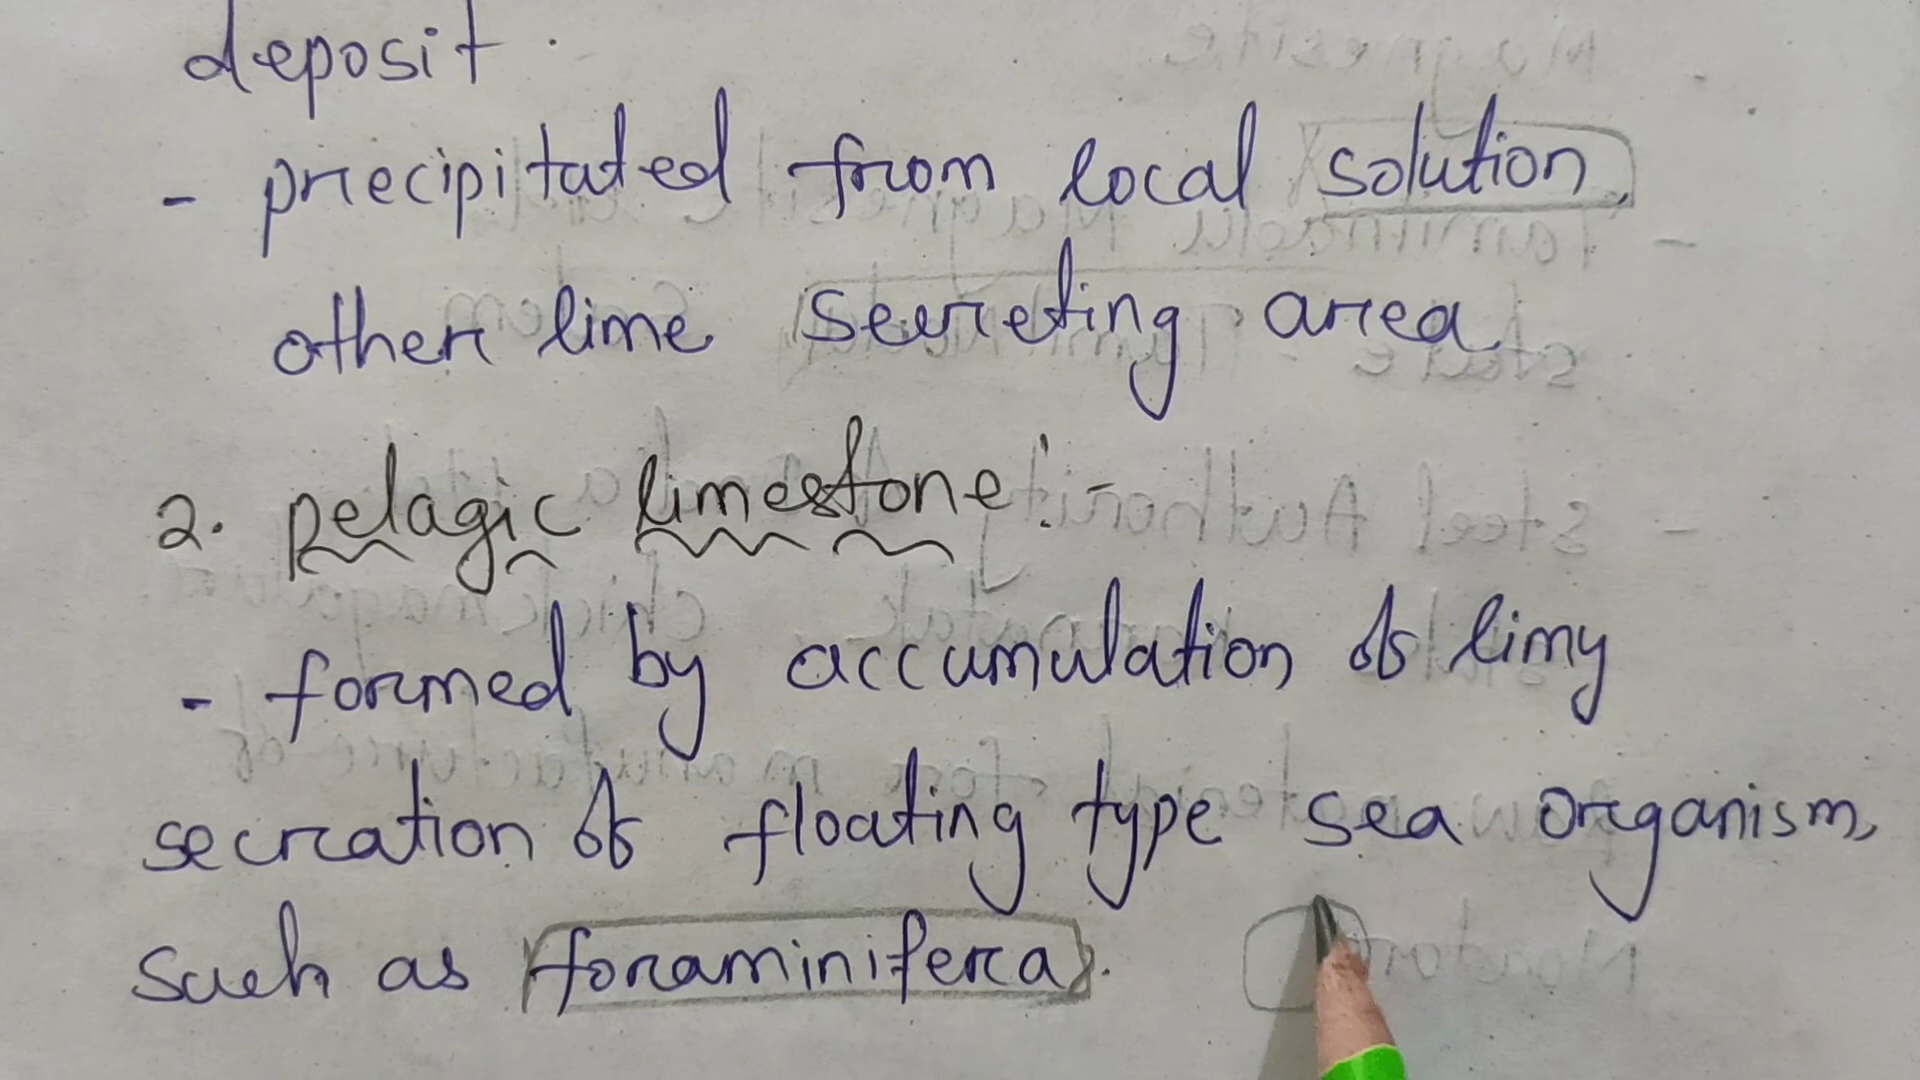 deposit.
- precipitated from local solution,
other lime secreting area
2. pelagic limestone:-
- formed by accumulation of limy
secreation of floating type sea organism,
such as foraminifera.